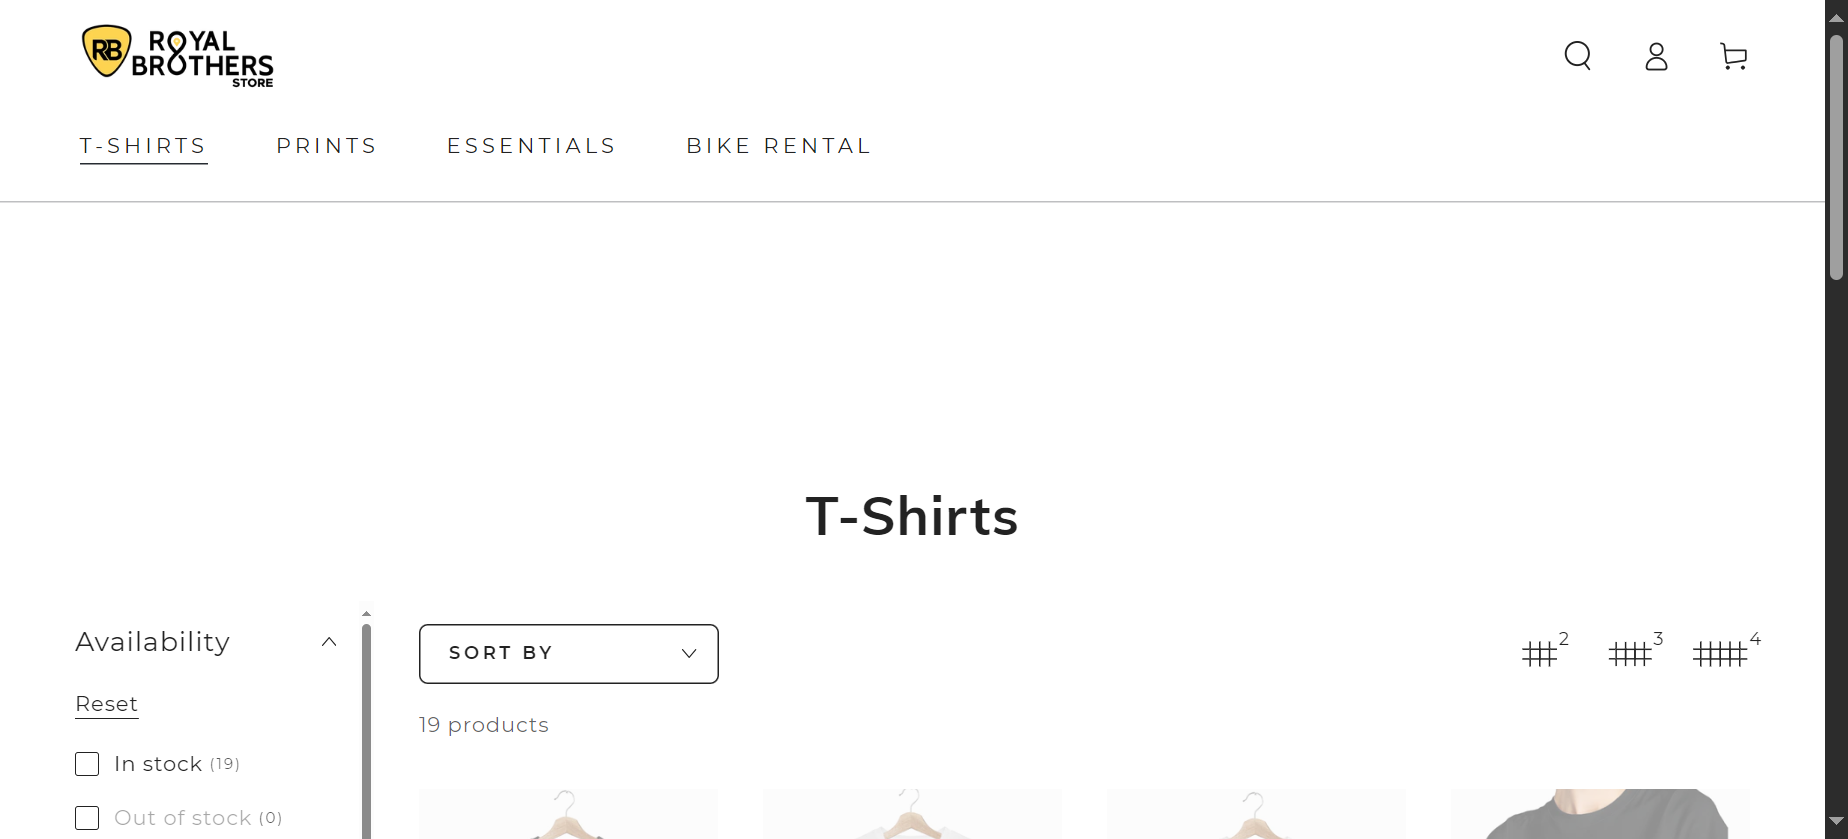 RB ROYAL
BROTHERS
STORE
T-SHIRTS PRINTS ESSENTIALS BIKE RENTAL
T-Shirts
Availability
Reset
In stock (19)
Out of stock (0)
SORT BY
2 3 4
19 products